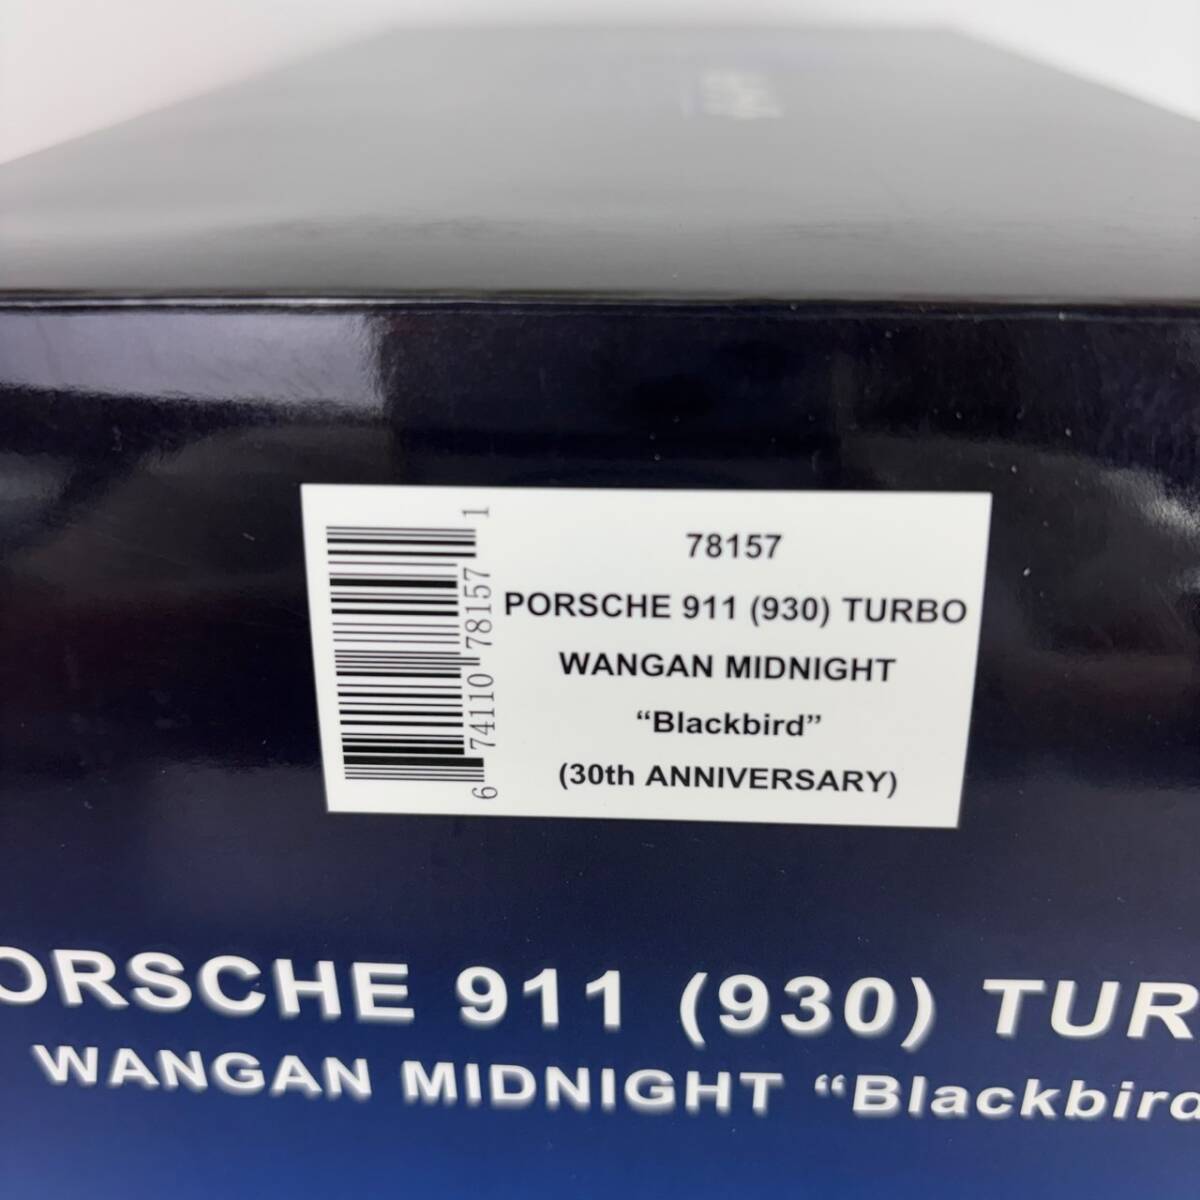 78157
PORSCHE 911 (930) TURBO
WANGAN MIDNIGHT
“Blackbird”
(30th ANNIVERSARY)
6 74110 78157 1
ORSCHE 911 (930) TUR
WANGAN MIDNIGHT “Blackbird